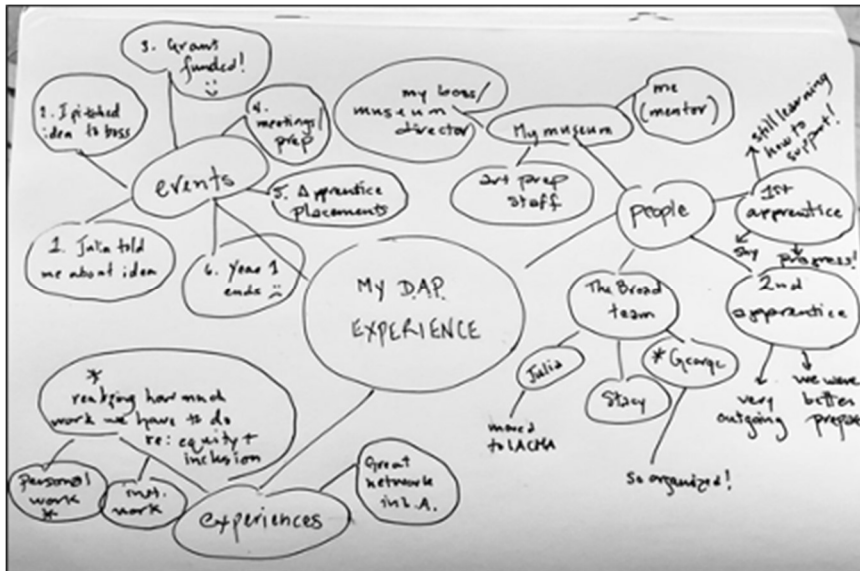 3. Grant
funded!
2. I pitched
idea to boss
4.
meetings/
prep
events
5. Apprentice
placements
1. Julia told
me about idea
6. Year 1
ends
my boss/
museum
director
My museum
me
(mentor)
art prep
staff
people
still learning
how to
support!
1st
apprentice
shy
progress!
2nd
apprentice
very
outgoing
we were
better
The Broad
team
Julia
moved
to LACMA
Stacy
* George
so organized!
MY D.A.P.
EXPERIENCE
*
realizing how much
work we have to do
re: equity +
inclusion
personal
work
*
inst.
work
experiences
Great
network
in L.A.